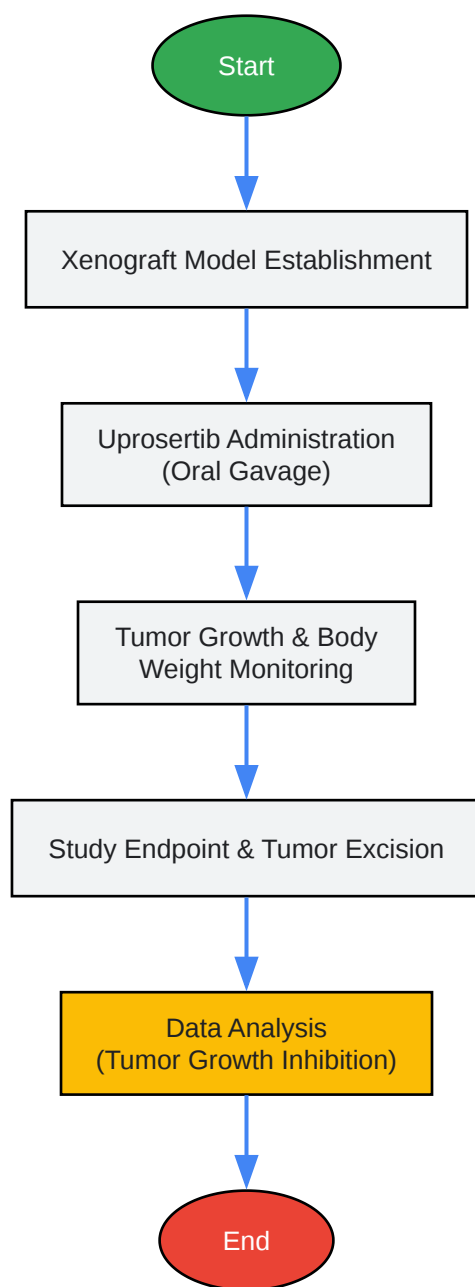 Start
Xenograft Model Establishment
Uprosertib Administration
(Oral Gavage)
Tumor Growth & Body
Weight Monitoring
Study Endpoint & Tumor Excision
Data Analysis
(Tumor Growth Inhibition)
End